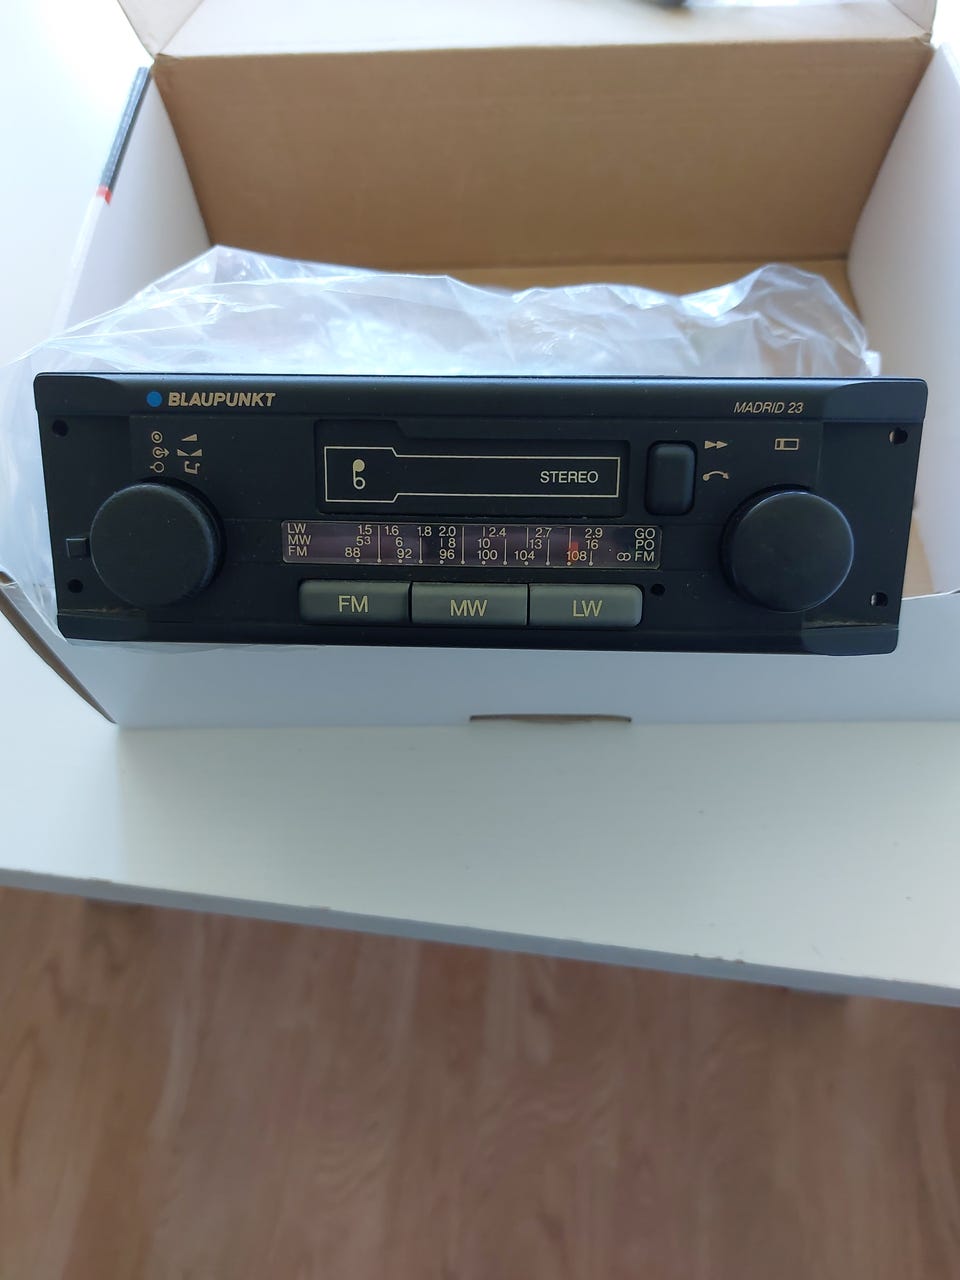 BLAUPUNKT
MADRID 23
STEREO
LW 1.5 1.6 1.8 2.0 2.4 2.7 2.9 GO
MW 53 6 8 10 13 16 PO
FM 88 92 96 100 104 108 FM
FM MW LW